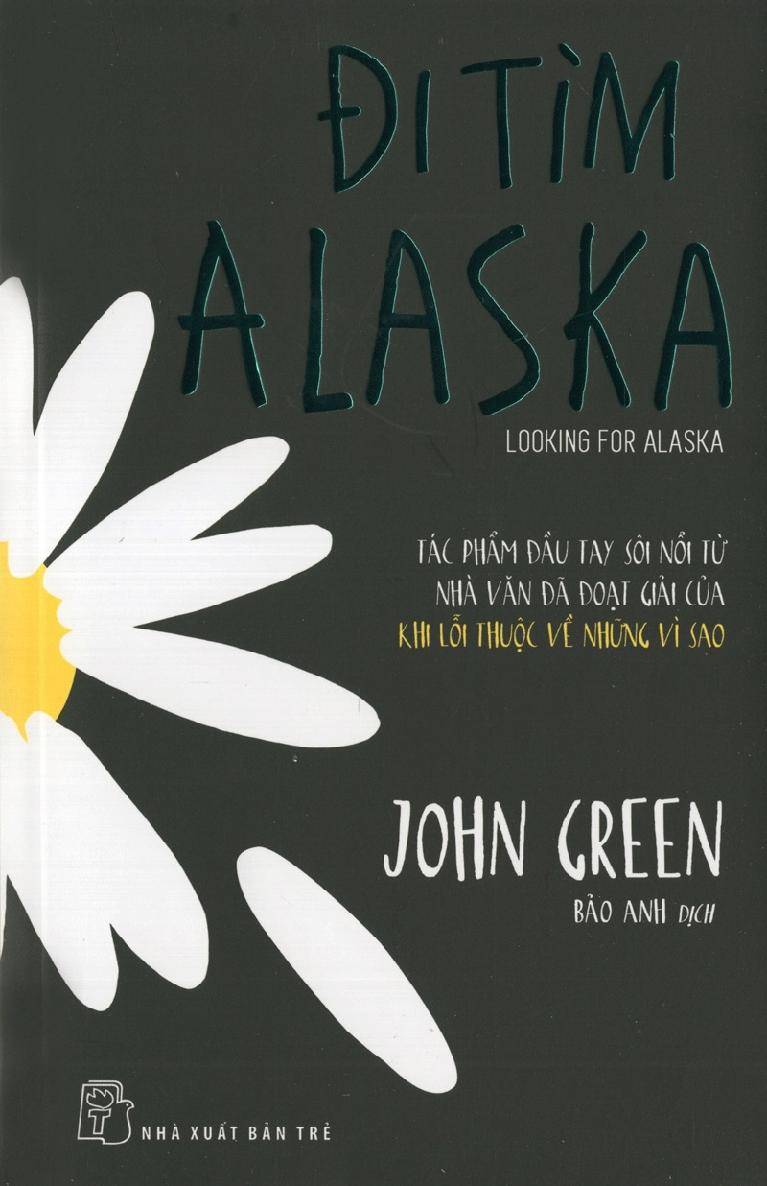 ĐI TÌM
ALASKA
LOOKING FOR ALASKA
TÁC PHẨM ĐẦU TAY SÔI NỔI TỪ
NHÀ VĂN ĐÃ ĐOẠT GIẢI CỦA
KHI LỖI THUỘC VỀ NHỮNG VÌ SAO
JOHN GREEN
BẢO ANH DỊCH
T
NHÀ XUẤT BẢN TRẺ